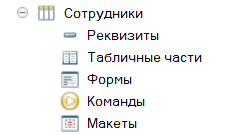 Сотрудники
Реквизиты
Табличные части
Формы
Команды
Макеты